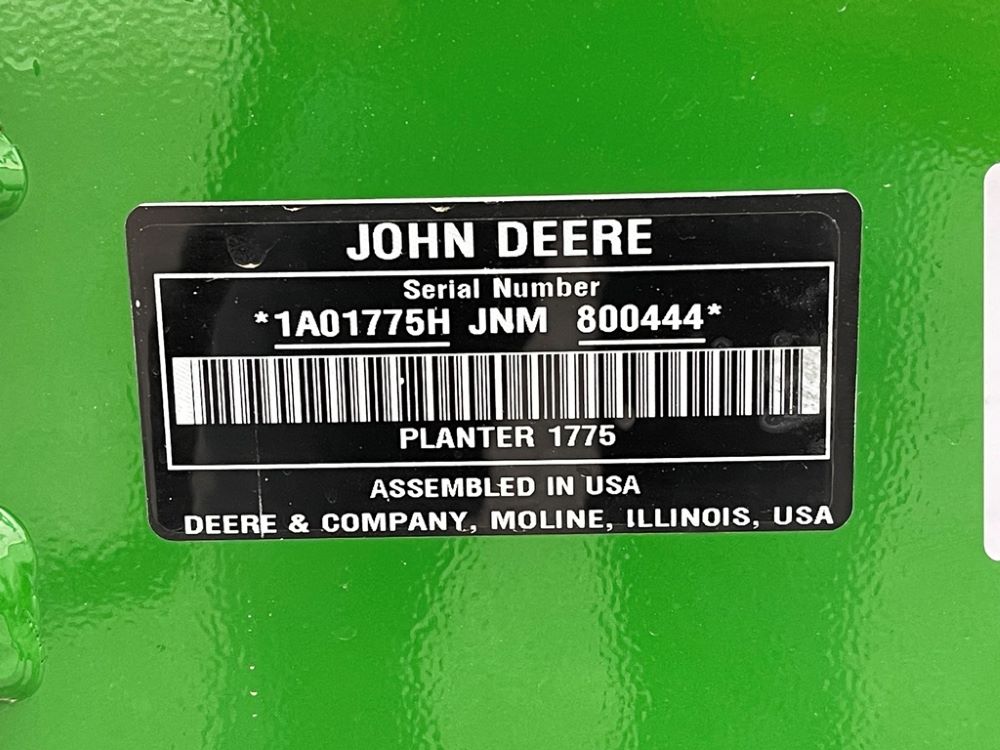 JOHN DEERE
Serial Number
*1A01775H JNM 800444*
PLANTER 1775
ASSEMBLED IN USA
DEERE & COMPANY, MOLINE, ILLINOIS, USA